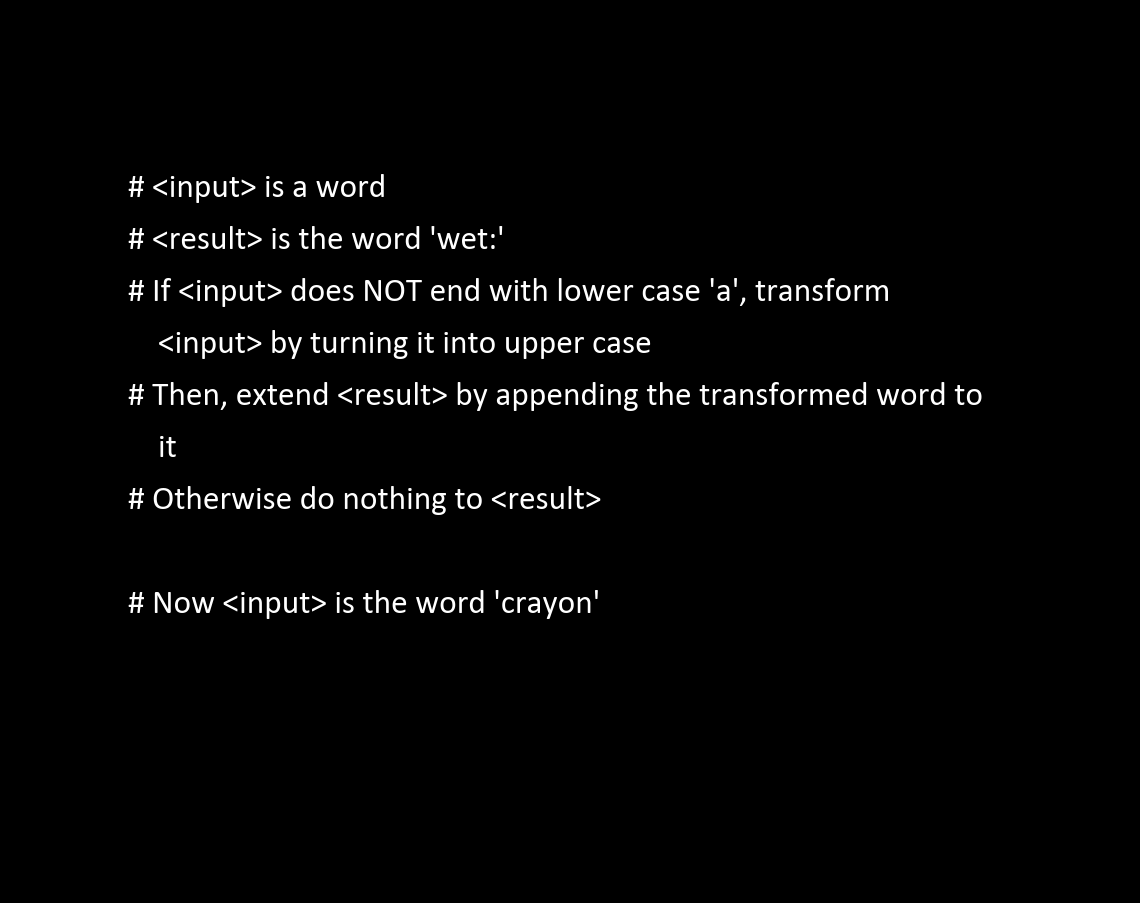 # <input> is a word
# <result> is the word 'wet:'
# If <input> does NOT end with lower case 'a', transform
<input> by turning it into upper case
# Then, extend <result> by appending the transformed word to
it
# Otherwise do nothing to <result>
# Now <input> is the word 'crayon'